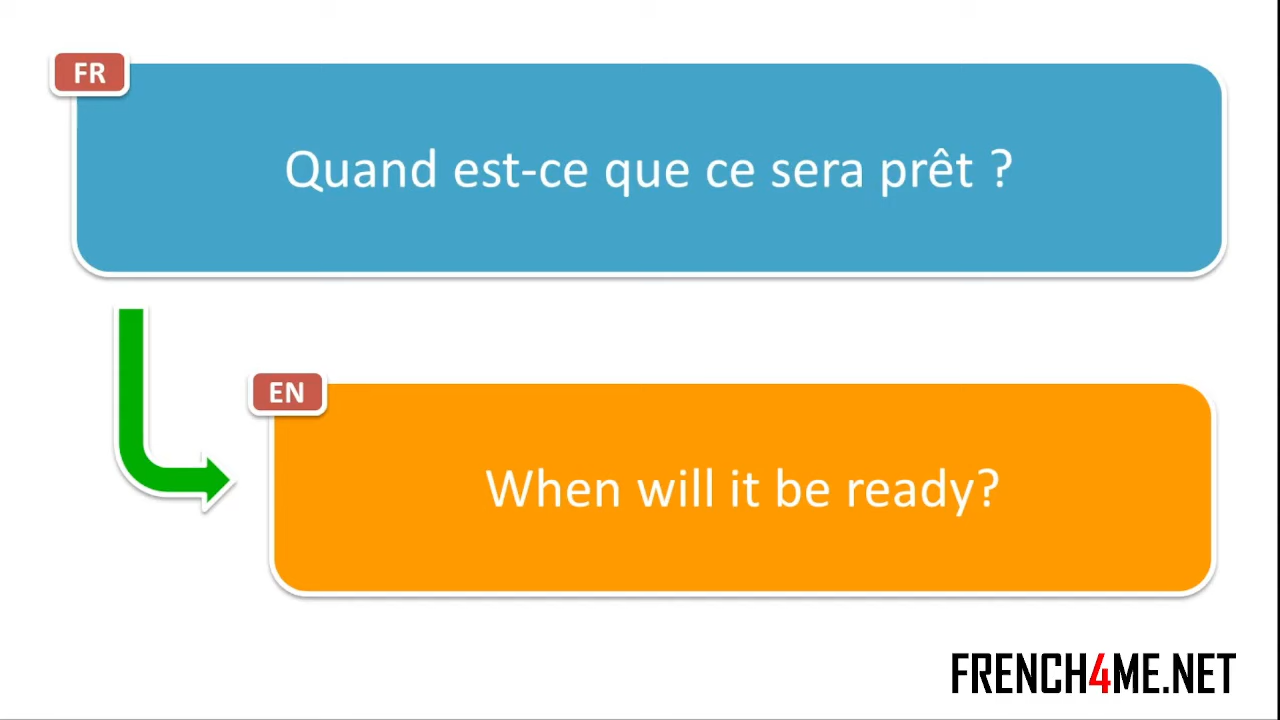 FR
Quand est-ce que ce sera prêt ?
EN
When will it be ready?
FRENCH4ME.NET